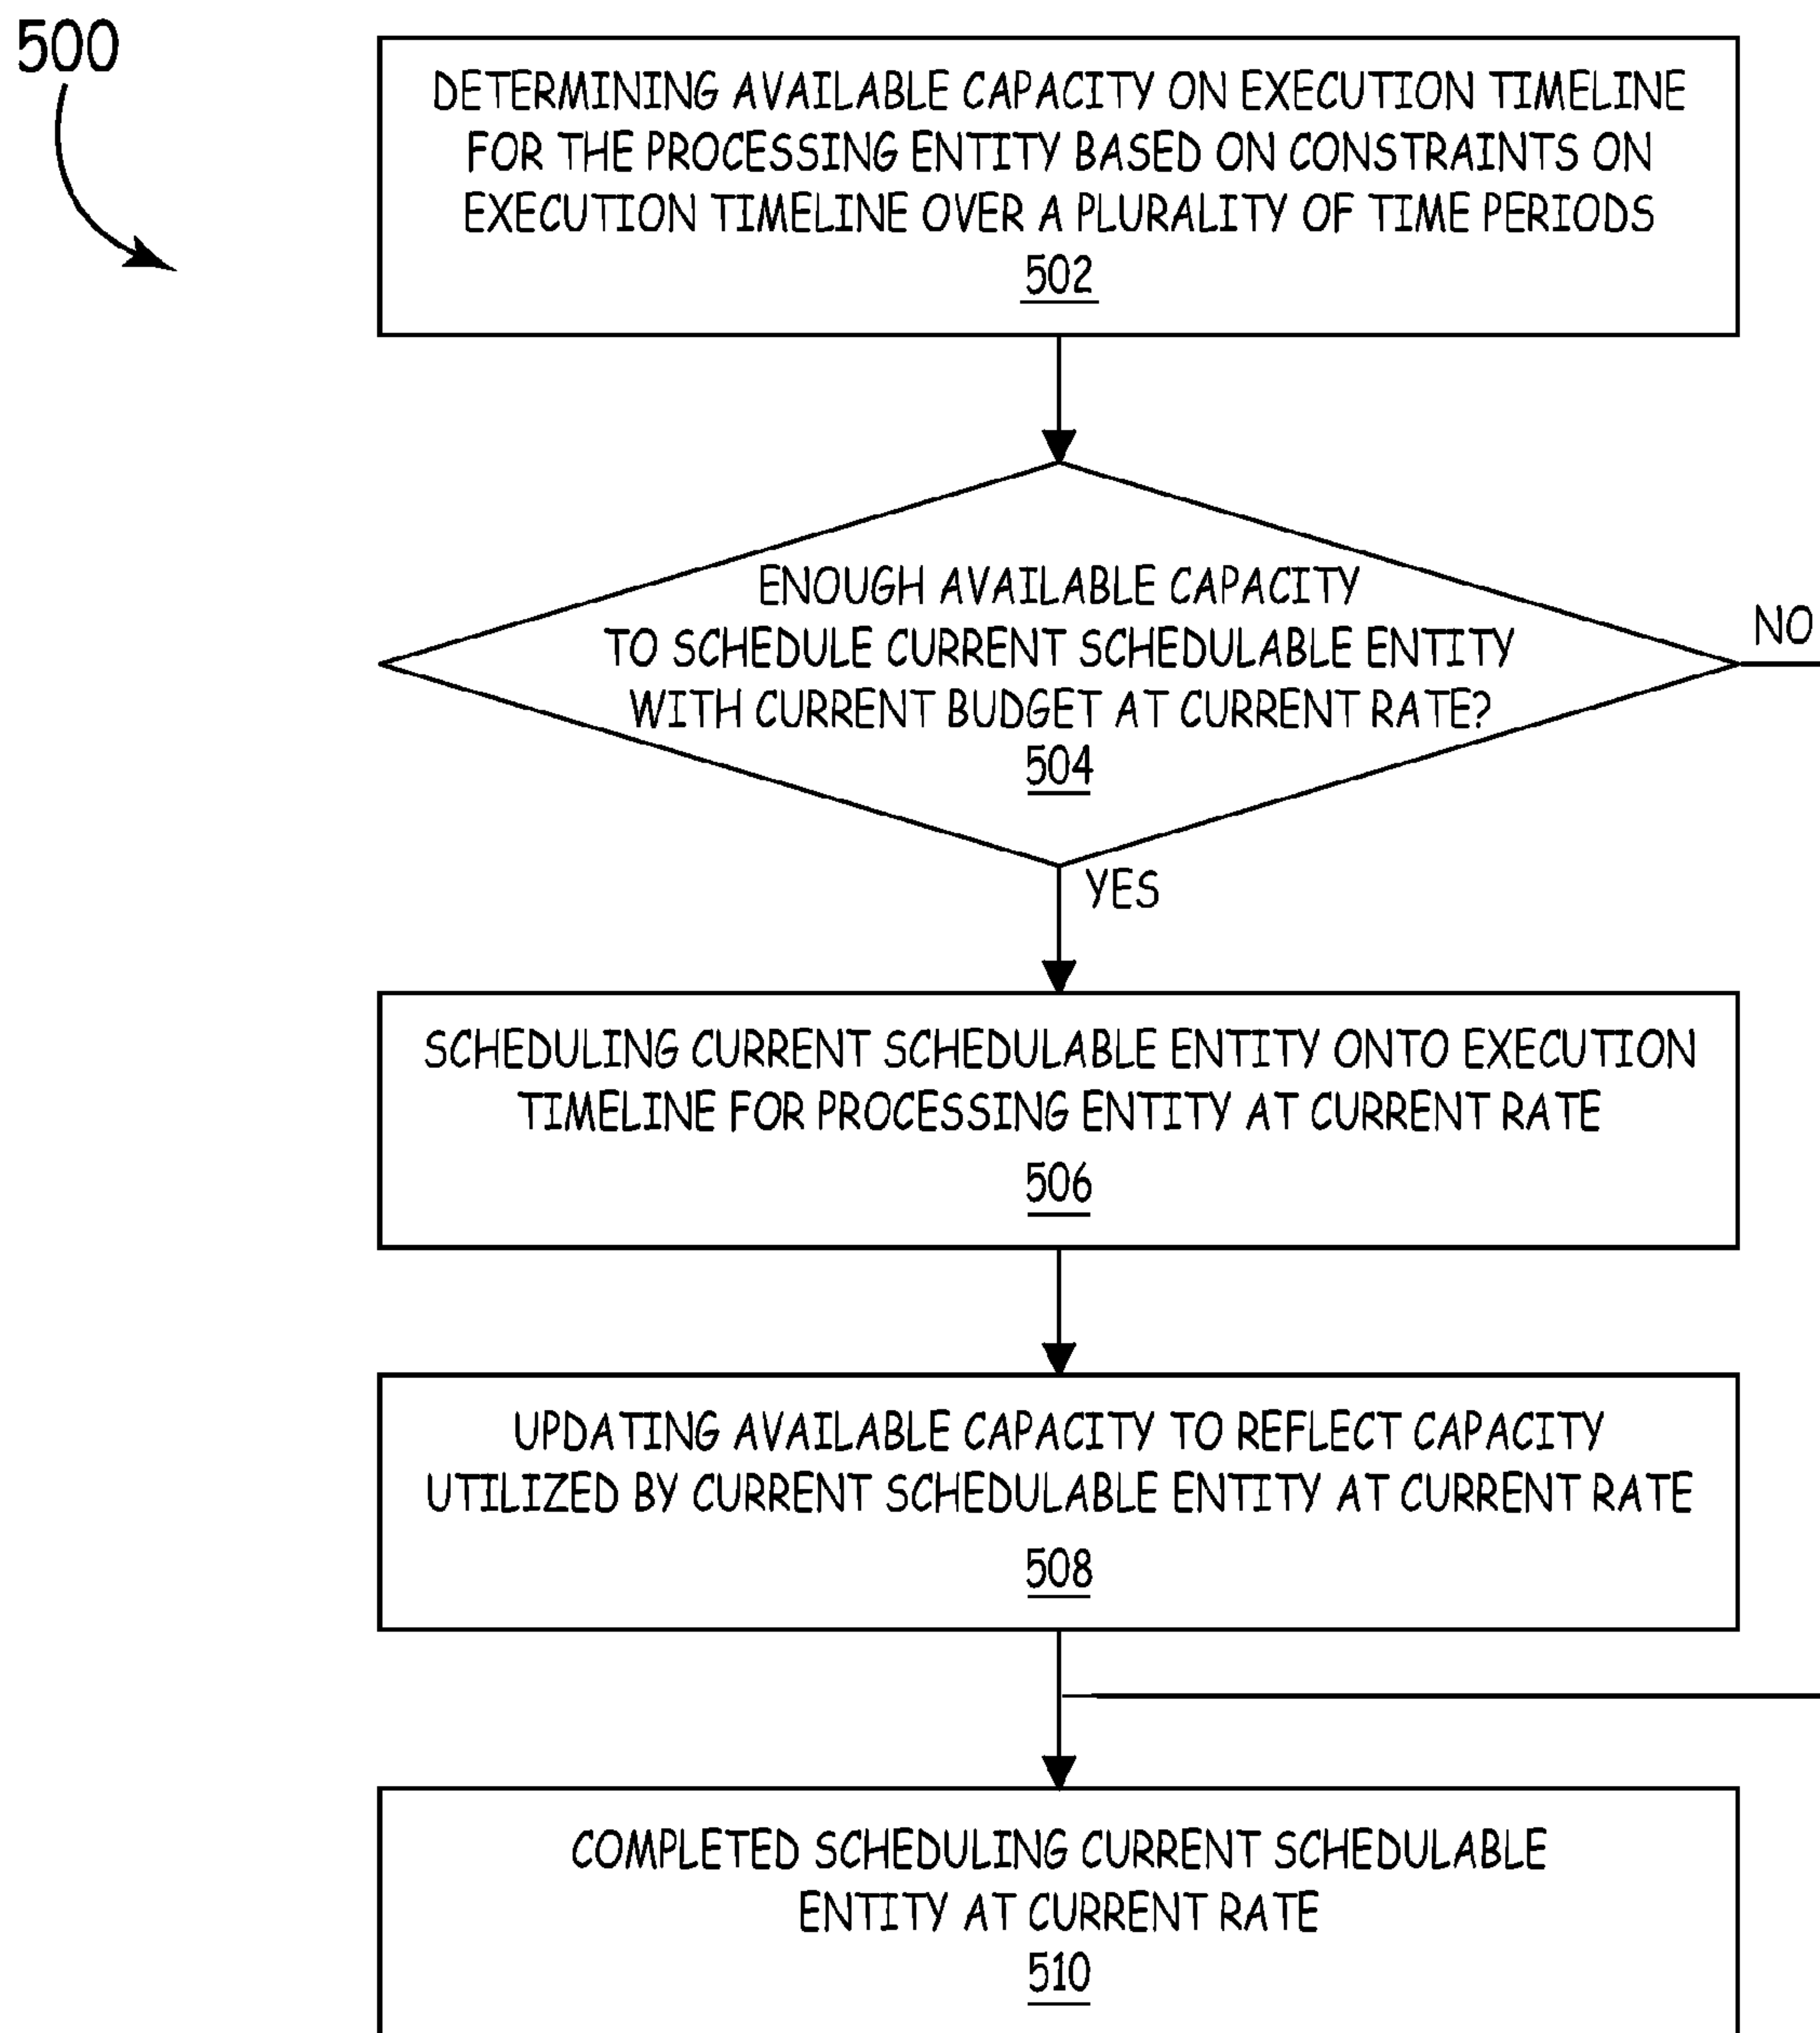 500
DETERMINING AVAILABLE CAPACITY ON EXECUTION TIMELINE
FOR THE PROCESSING ENTITY BASED ON CONSTRAINTS ON
EXECUTION TIMELINE OVER A PLURALITY OF TIME PERIODS
502
ENOUGH AVAILABLE CAPACITY
TO SCHEDULE CURRENT SCHEDULABLE ENTITY
WITH CURRENT BUDGET AT CURRENT RATE?
504
NO
YES
SCHEDULING CURRENT SCHEDULABLE ENTITY ONTO EXECUTION
TIMELINE FOR PROCESSING ENTITY AT CURRENT RATE
506
UPDATING AVAILABLE CAPACITY TO REFLECT CAPACITY
UTILIZED BY CURRENT SCHEDULABLE ENTITY AT CURRENT RATE
508
COMPLETED SCHEDULING CURRENT SCHEDULABLE
ENTITY AT CURRENT RATE
510